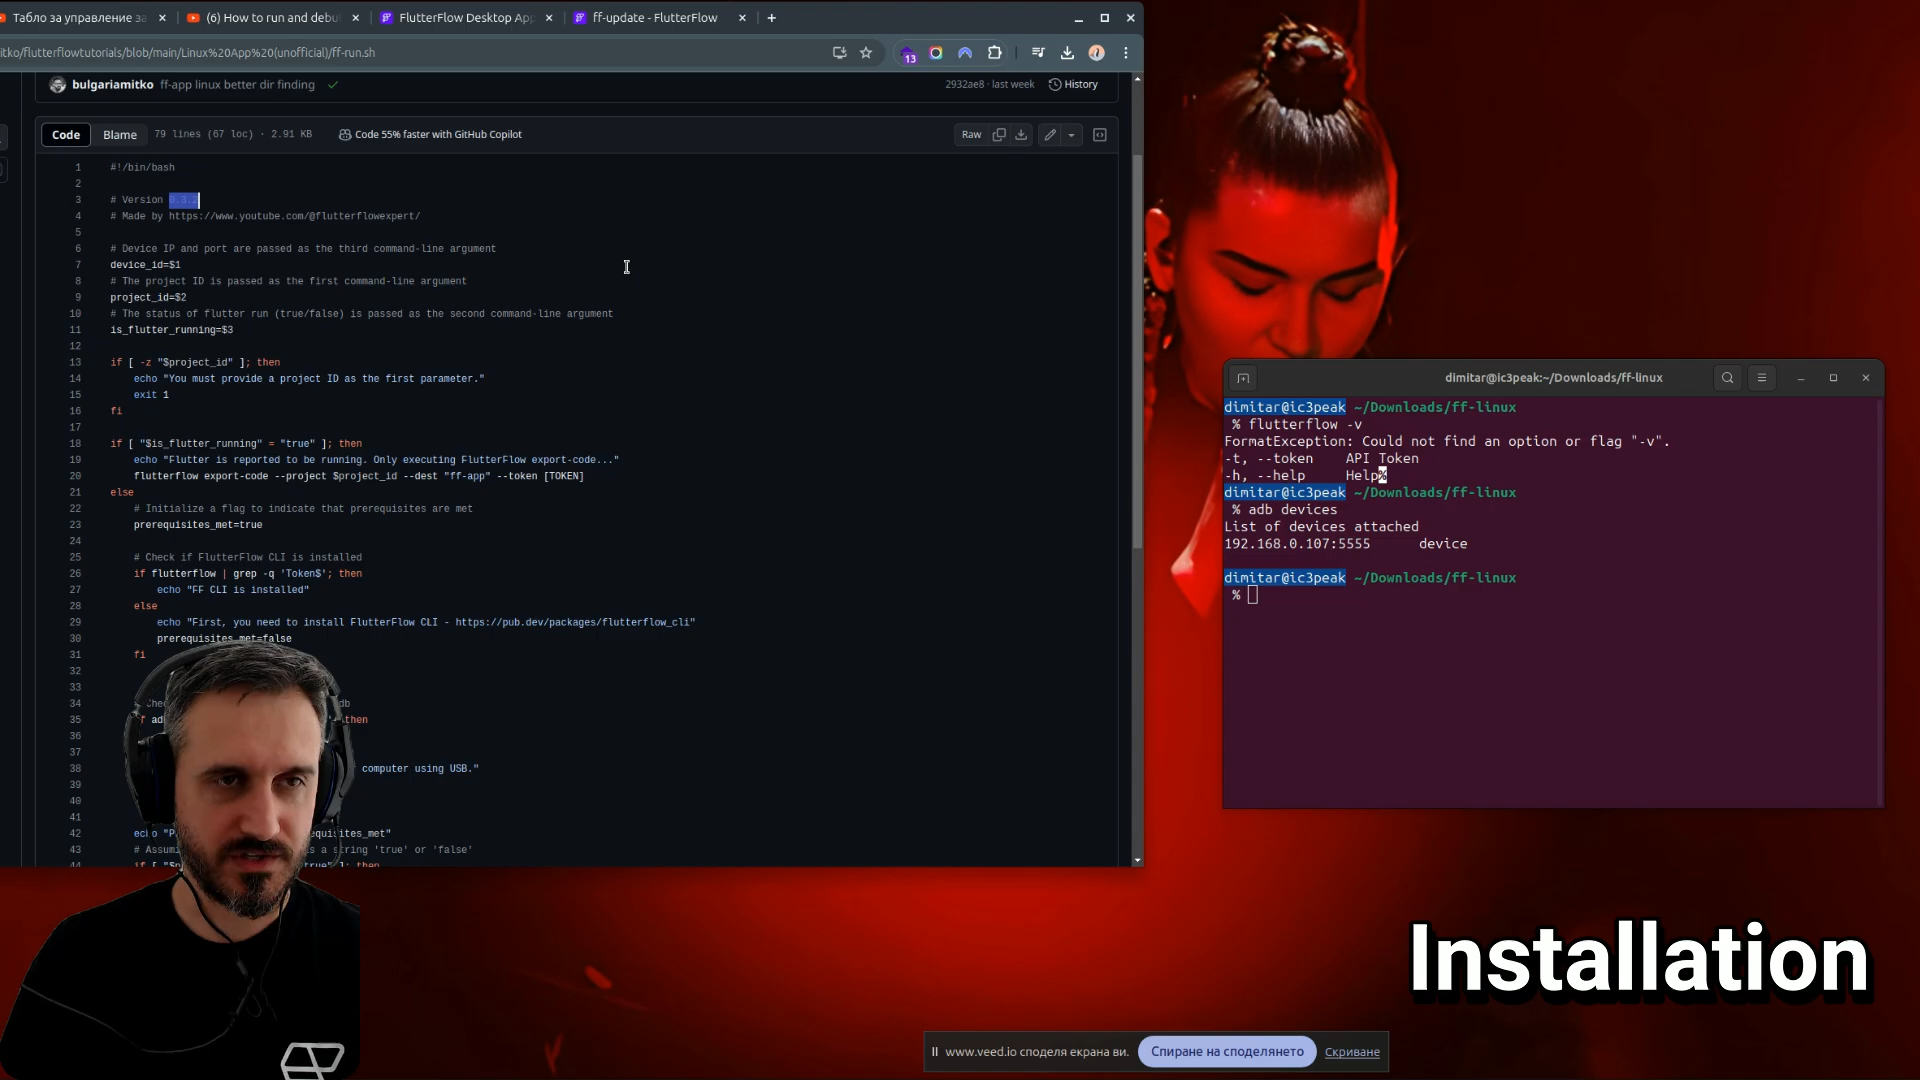 Табло за управление за
(6) How to run and debu
FlutterFlow Desktop App
ff-update - FlutterFlow
itko/flutterflowtutorials/blob/main/Linux%20App%20(unofficial)/ff-run.sh
13
bulgariamitko ff-app linux better dir finding
2932ae8 · last week
History
Code
Blame
79 lines (67 loc) · 2.91 KB
Code 55% faster with GitHub Copilot
Raw
1 #!/bin/bash
2
3 # Version 0.3.2
4 # Made by https://www.youtube.com/@flutterflowexpert/
5
6 # Device IP and port are passed as the third command-line argument
7 device_id=$1
8 # The project ID is passed as the first command-line argument
9 project_id=$2
10 # The status of flutter run (true/false) is passed as the second command-line argument
11 is_flutter_running=$3
12
13 if [ -z "$project_id" ]; then
14 echo "You must provide a project ID as the first parameter."
15 exit 1
16 fi
17
18 if [ "$is_flutter_running" = "true" ]; then
19 echo "Flutter is reported to be running. Only executing FlutterFlow export-code..."
20 flutterflow export-code --project $project_id --dest "ff-app" --token [TOKEN]
21 else
22 # Initialize a flag to indicate that prerequisites are met
23 prerequisites_met=true
24
25 # Check if FlutterFlow CLI is installed
26 if flutterflow | grep -q 'Token$'; then
27 echo "FF CLI is installed"
28 else
29 echo "First, you need to install FlutterFlow CLI - https://pub.dev/packages/flutterflow_cli"
30 prerequisites_met=false
31 fi
32
33
34 # Chec db
35 if ad then
36
37
38 computer using USB."
39
40
41
42 echo "P equisites_met"
43 # Assumi s a string 'true' or 'false'
44 if [ "$p true" ]; then
dimitar@ic3peak:~/Downloads/ff-linux
dimitar@ic3peak ~/Downloads/ff-linux
% flutterflow -v
FormatException: Could not find an option or flag "-v".
-t, --token API Token
-h, --help Help%
dimitar@ic3peak ~/Downloads/ff-linux
% adb devices
List of devices attached
192.168.0.107:5555 device
dimitar@ic3peak ~/Downloads/ff-linux
%
Installation
www.veed.io споделя екрана ви.
Спиране на споделянето
Скриване